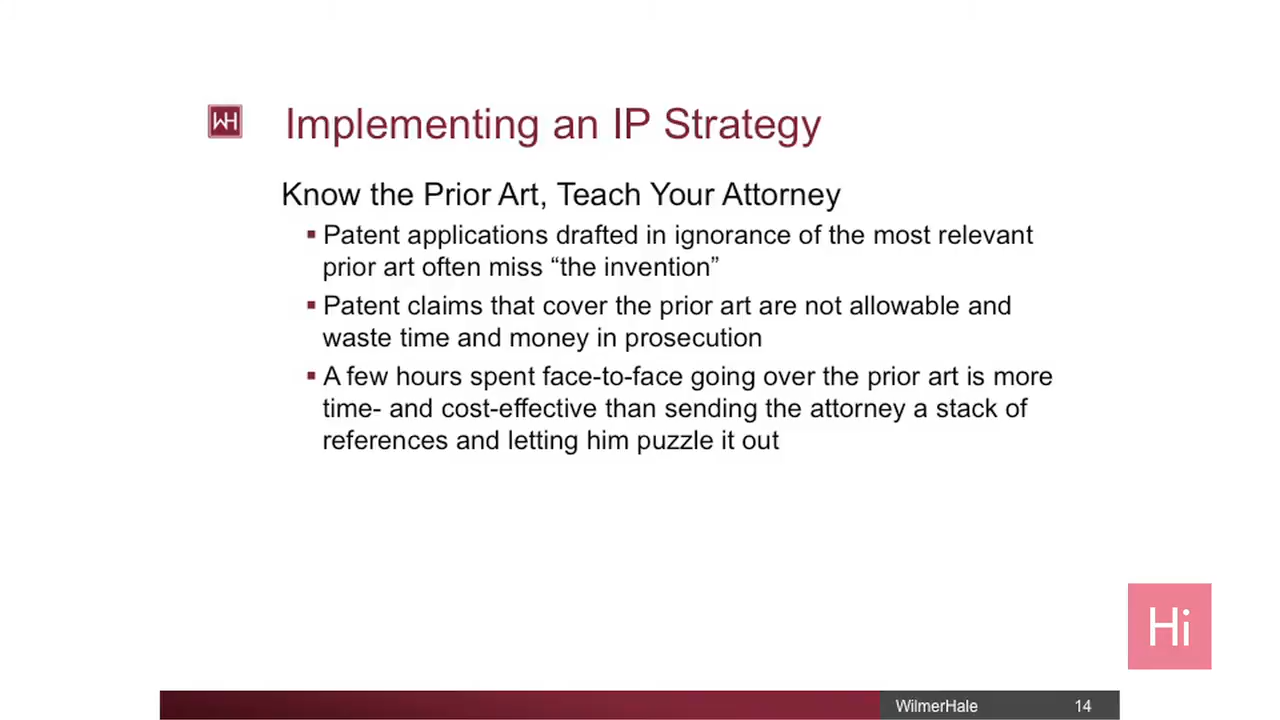 WH
Implementing an IP Strategy
Know the Prior Art, Teach Your Attorney
▪ Patent applications drafted in ignorance of the most relevant
prior art often miss “the invention”
▪ Patent claims that cover the prior art are not allowable and
waste time and money in prosecution
▪ A few hours spent face-to-face going over the prior art is more
time- and cost-effective than sending the attorney a stack of
references and letting him puzzle it out
Hi
WilmerHale 14